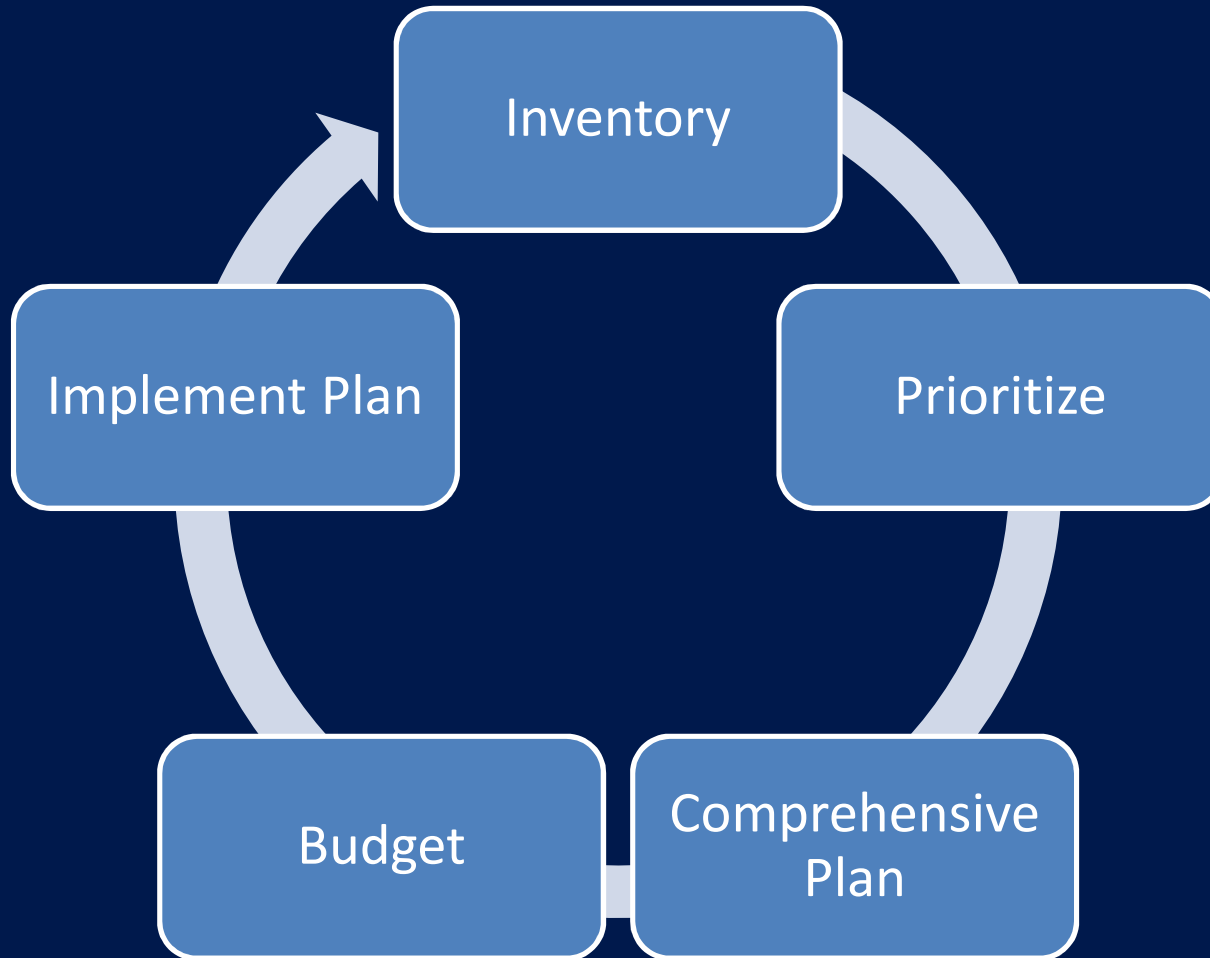 Inventory
Prioritize
Comprehensive
Plan
Budget
Implement Plan